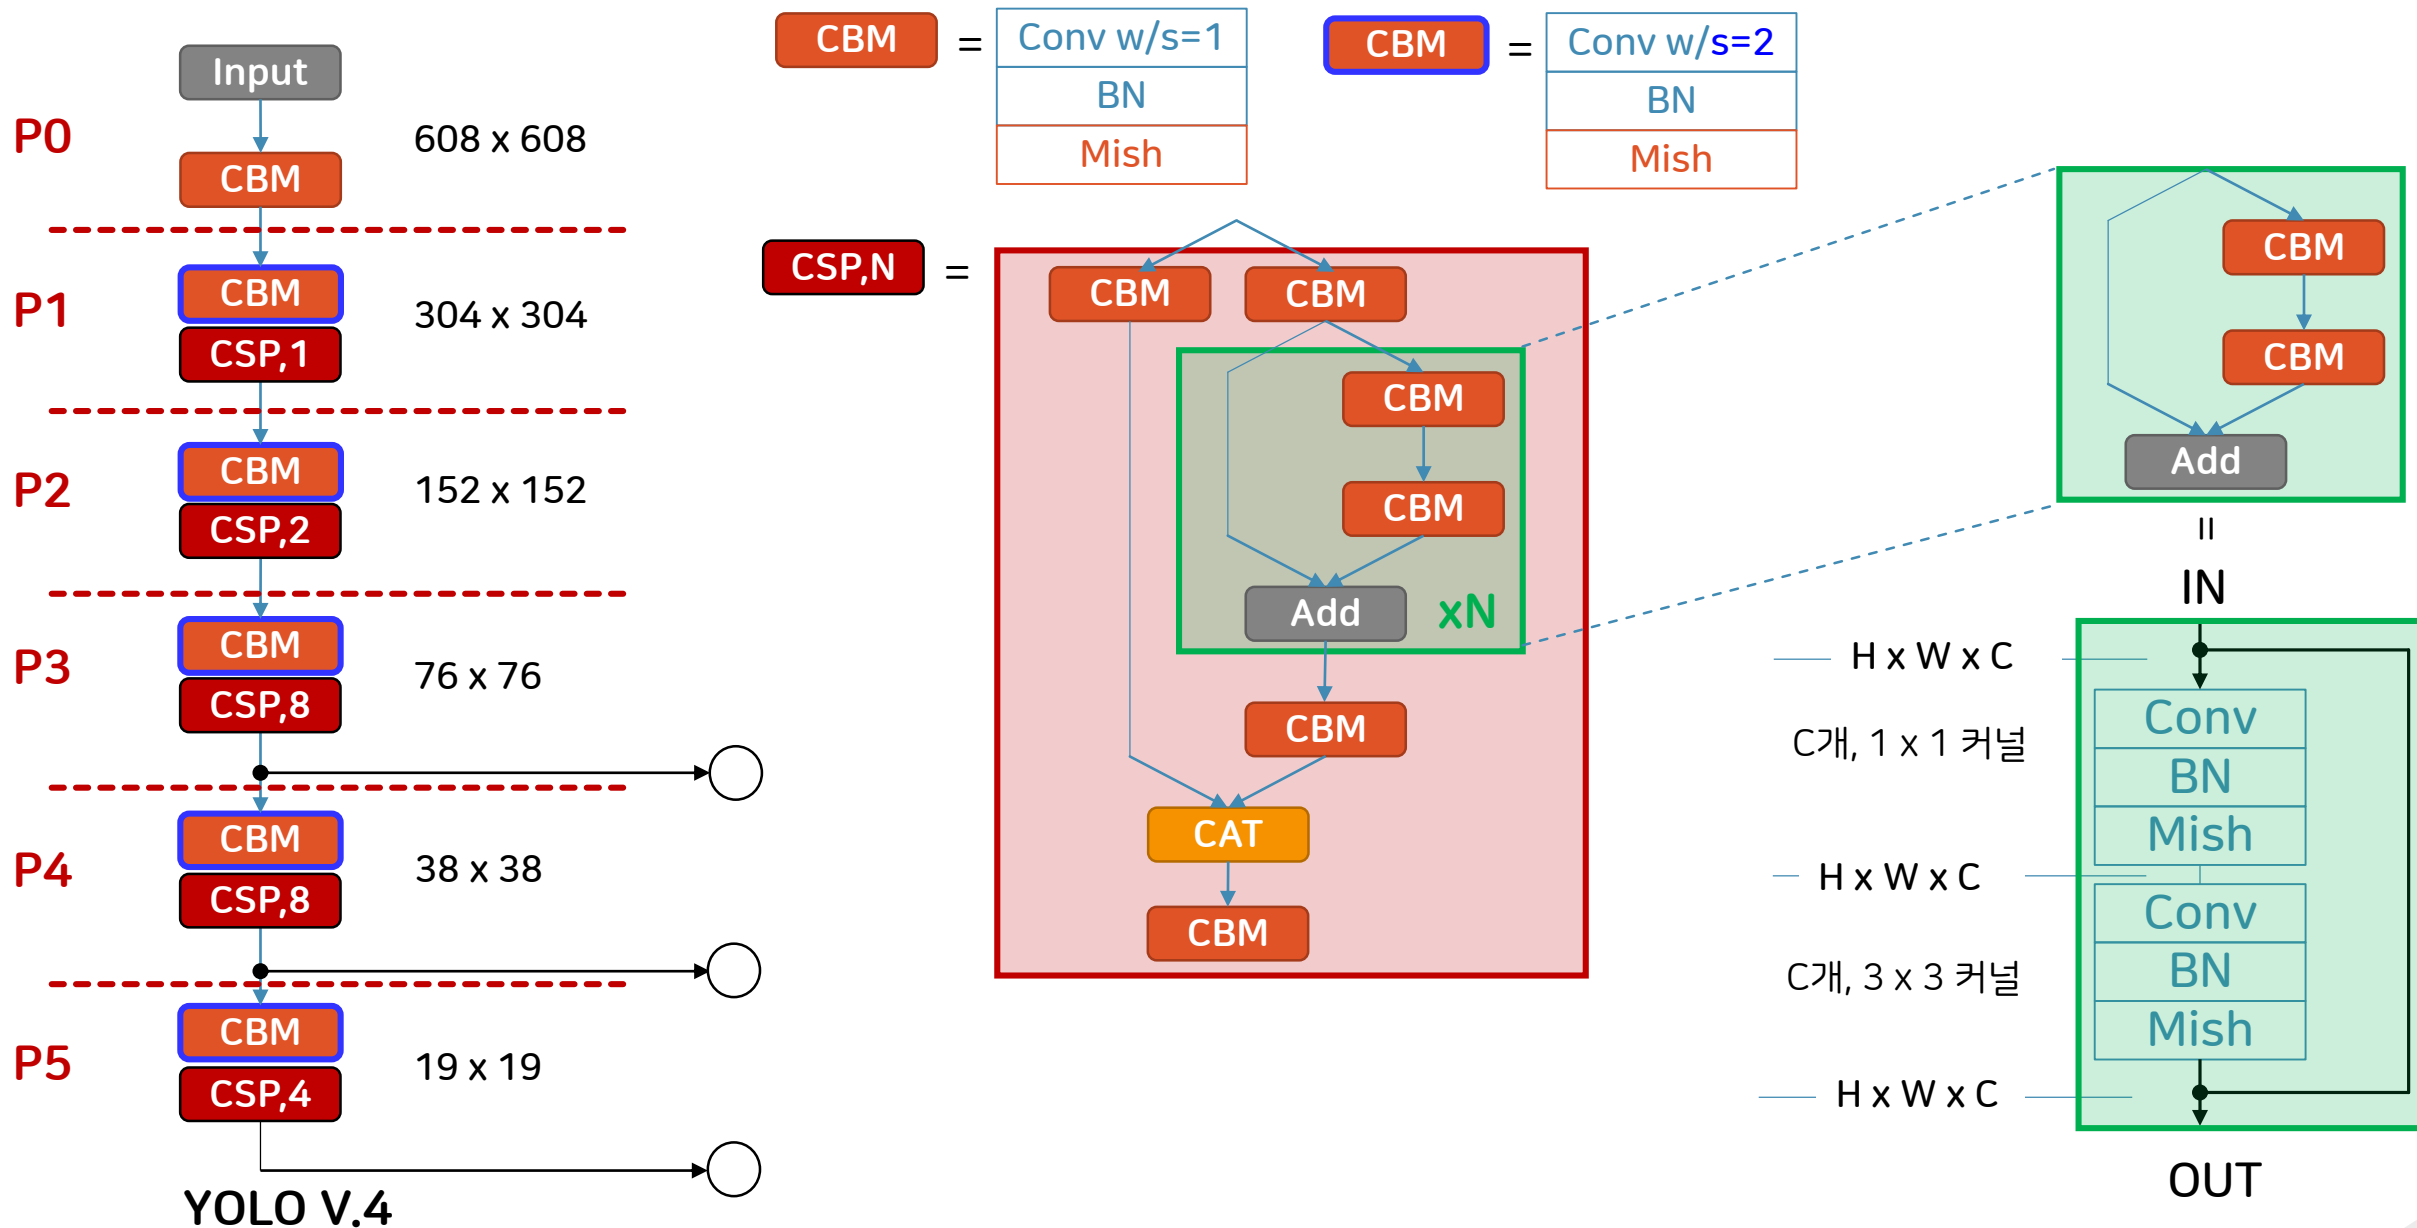 Input
P0
608 x 608
CBM
P1
CBM
304 x 304
CSP,1
P2
CBM
152 x 152
CSP,2
P3
CBM
76 x 76
CSP,8
P4
CBM
38 x 38
CSP,8
P5
CBM
19 x 19
CSP,4
YOLO V.4
CBM
=
Conv w/s=1
BN
Mish
CBM
=
Conv w/s=2
BN
Mish
CSP,N
=
CBM
CBM
CBM
CBM
Add
xN
CBM
CAT
CBM
CBM
CBM
Add
=
IN
H x W x C
Conv
C개, 1 x 1 커널
BN
Mish
H x W x C
Conv
C개, 3 x 3 커널
BN
Mish
H x W x C
OUT